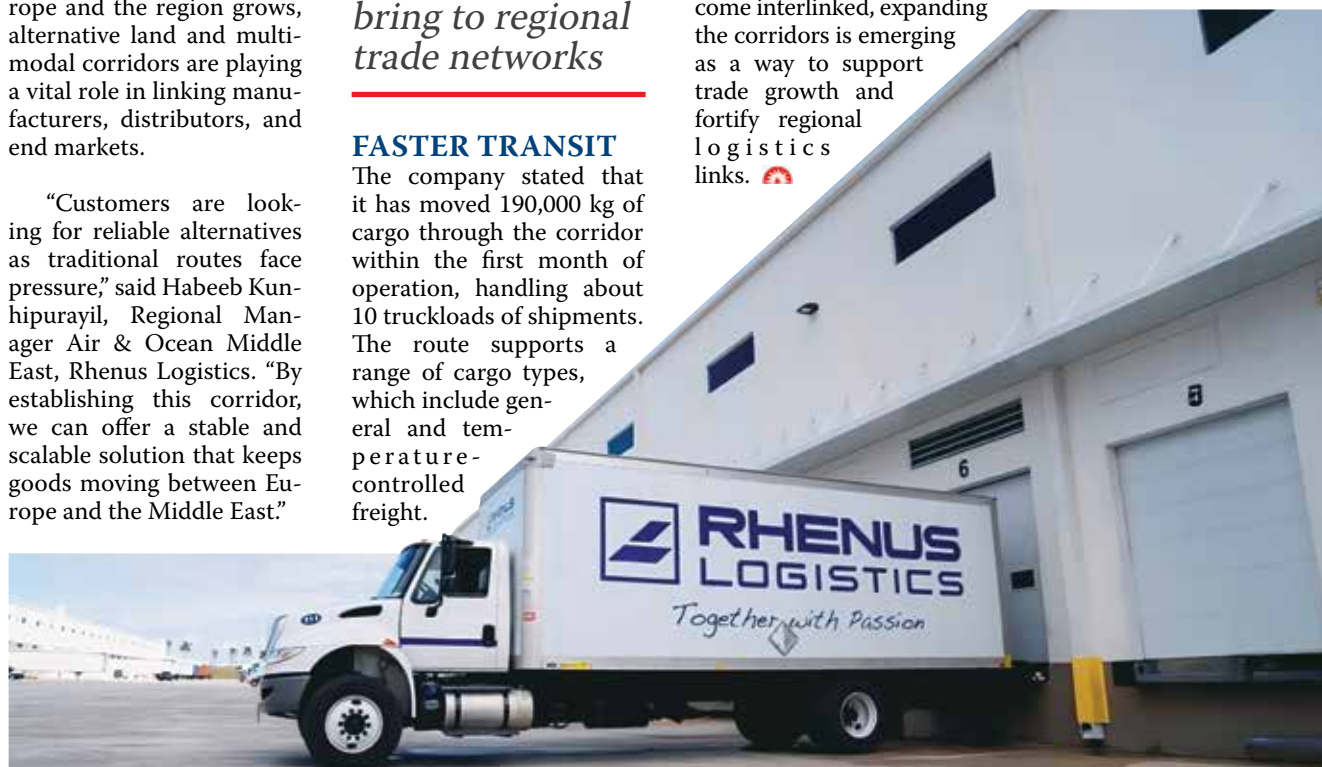 rope and the region grows,
alternative land and multi-
modal corridors are playing
a vital role in linking manu-
facturers, distributors, and
end markets.
“Customers are look-
ing for reliable alternatives
as traditional routes face
pressure,” said Habeeb Kun-
hipurayil, Regional Man-
ager Air & Ocean Middle
East, Rhenus Logistics. “By
establishing this corridor,
we can offer a stable and
scalable solution that keeps
goods moving between Eu-
rope and the Middle East.”
bring to regional
trade networks
FASTER TRANSIT
The company stated that
it has moved 190,000 kg of
cargo through the corridor
within the first month of
operation, handling about
10 truckloads of shipments.
The route supports a
range of cargo types,
which include gen-
eral and tem-
perature-
controlled
freight.
come interlinked, expanding
the corridors is emerging
as a way to support
trade growth and
fortify regional
logistics
links.
6
RHENUS
LOGISTICS
Together with Passion